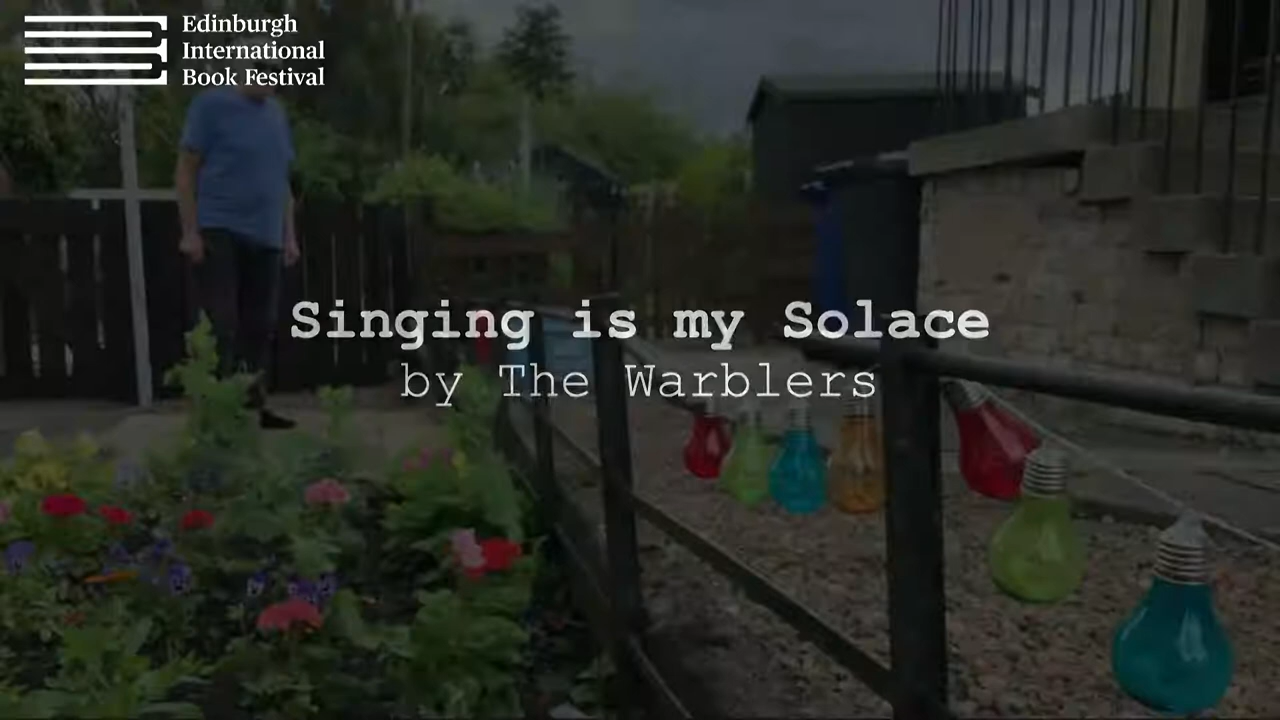 Edinburgh
International
Book Festival
Singing is my Solace
by The Warblers